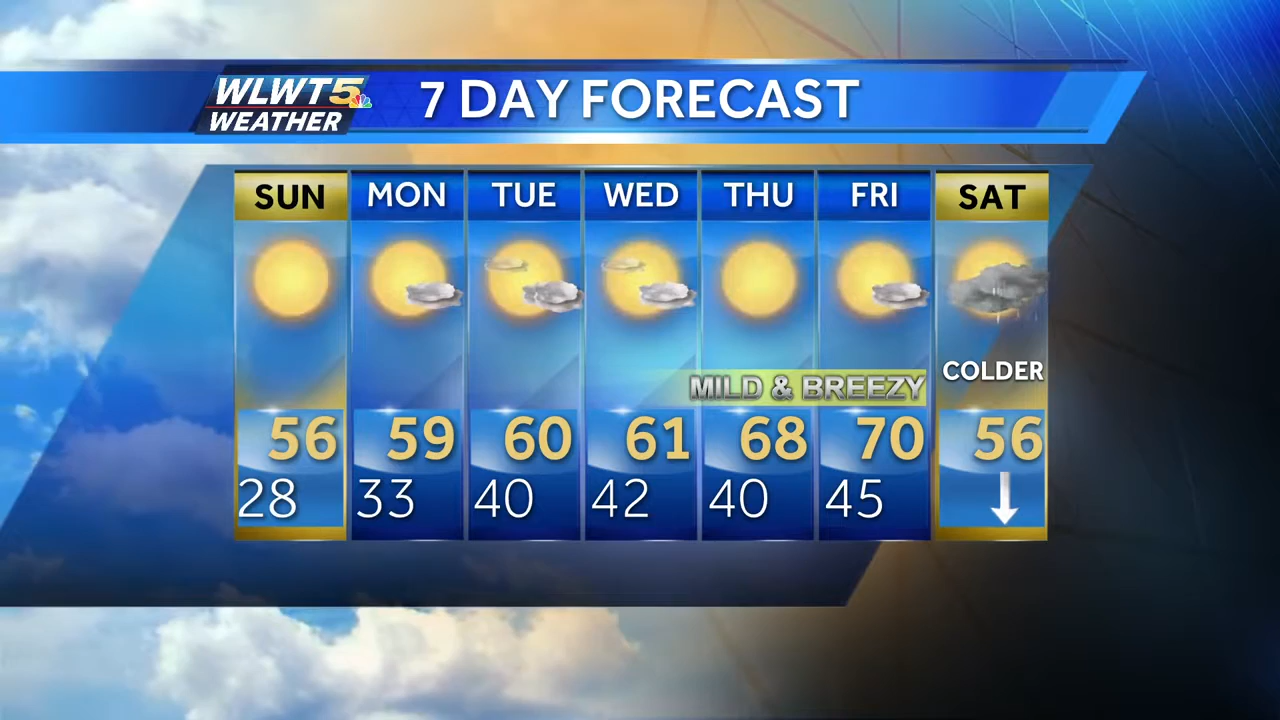 WLWT5
WEATHER
7 DAY FORECAST
SUN MON TUE WED THU FRI SAT
COLDER
MILD & BREEZY
56 59 60 61 68 70 56
28 33 40 42 40 45